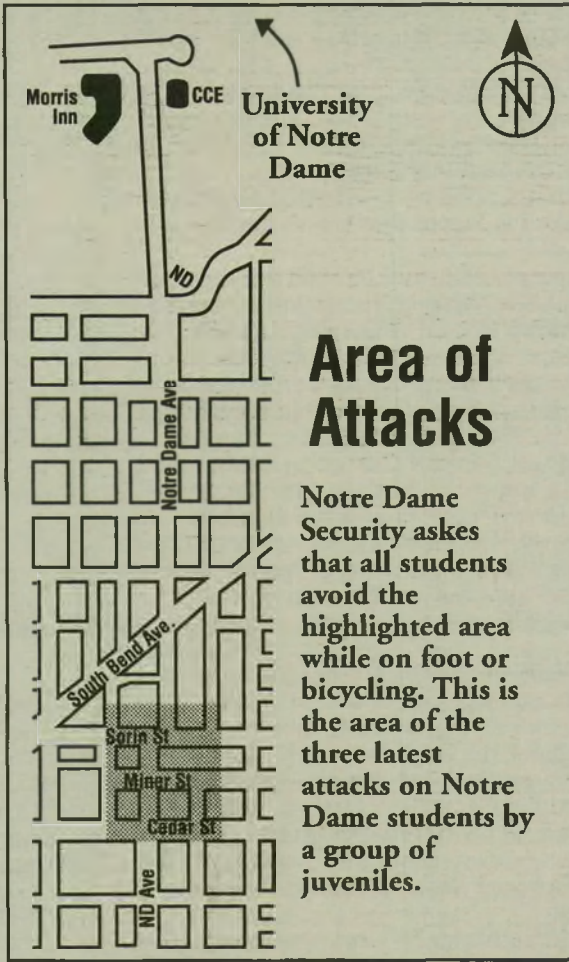 Morris
Inn
CCE
University
of Notre
Dame
N
ND
Notre Dame Ave
Area of
Attacks
Notre Dame
Security askes
that all students
avoid the
highlighted area
while on foot or
bicycling. This is
the area of the
three latest
attacks on Notre
Dame students by
a group of
juveniles.
South Bend Ave.
Sorin St
Miner St
Cedar St
ND Ave